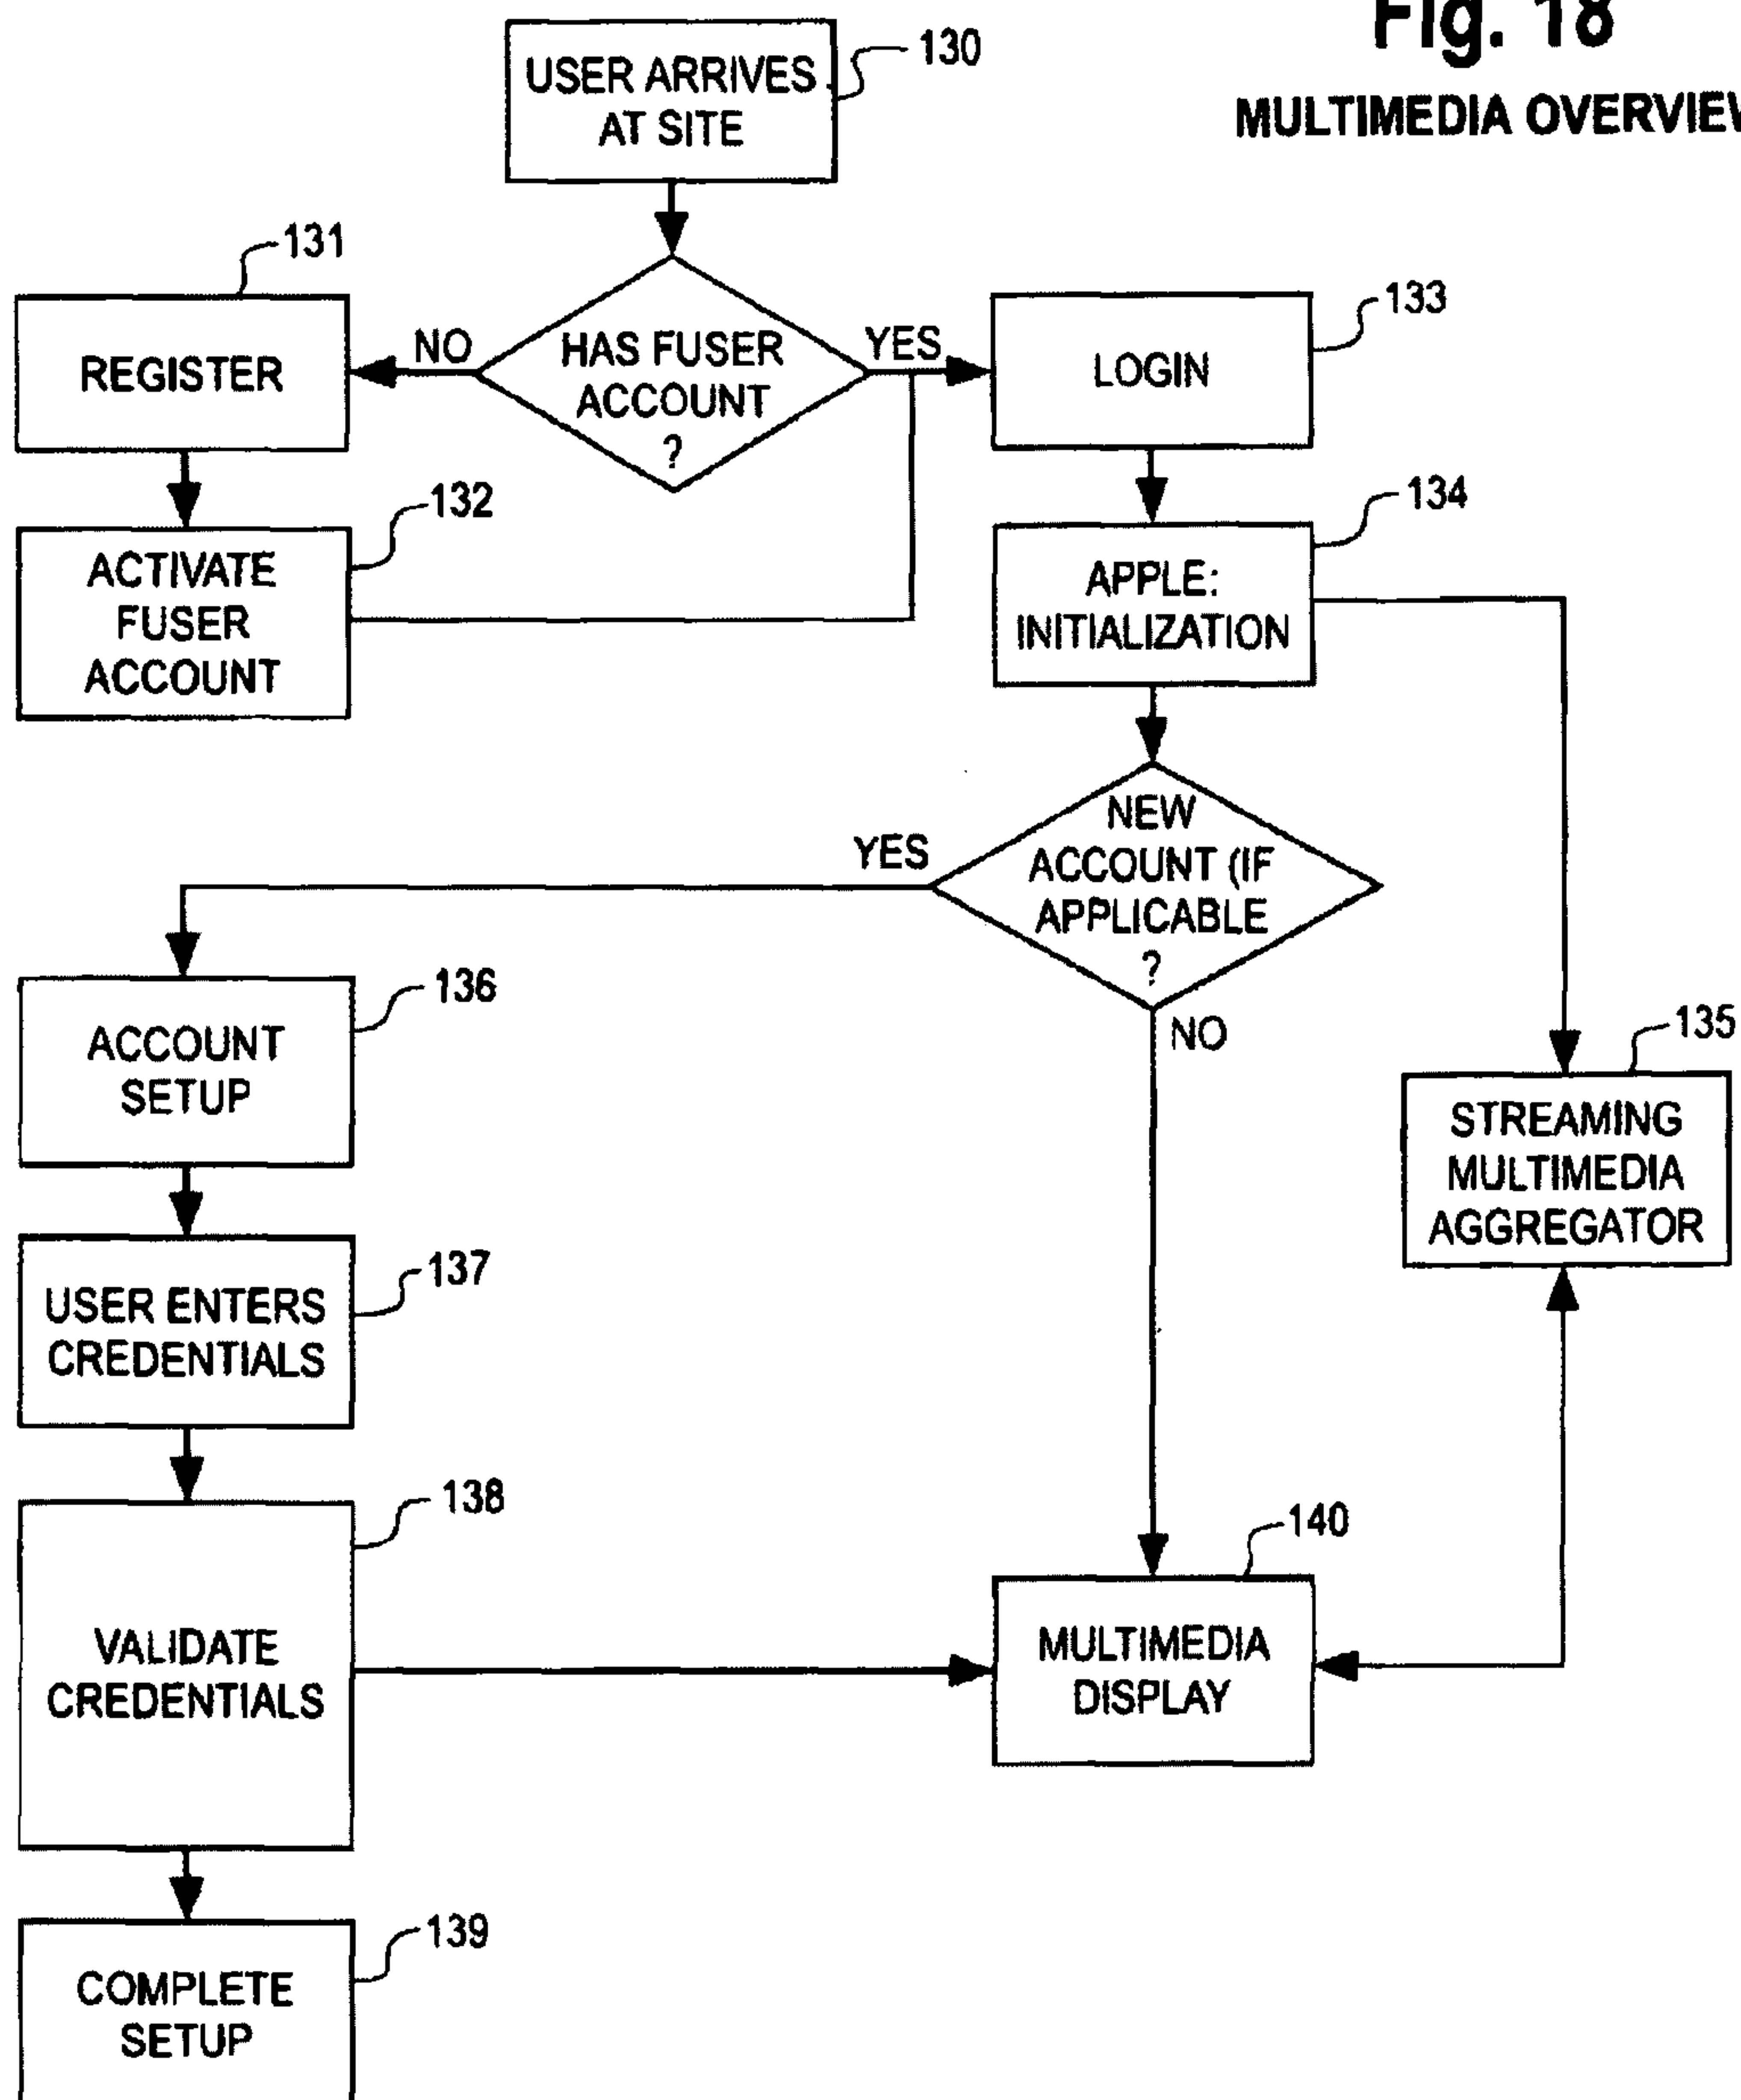 Fig. 18
MULTIMEDIA OVERVIEW
USER ARRIVES
AT SITE
130
131
REGISTER
NO
HAS FUSER
ACCOUNT
?
YES
133
LOGIN
132
ACTIVATE
FUSER
ACCOUNT
134
APPLE:
INITIALIZATION
NEW
ACCOUNT (IF
APPLICABLE
?
YES
NO
136
ACCOUNT
SETUP
135
STREAMING
MULTIMEDIA
AGGREGATOR
137
USER ENTERS
CREDENTIALS
138
VALIDATE
CREDENTIALS
140
MULTIMEDIA
DISPLAY
139
COMPLETE
SETUP